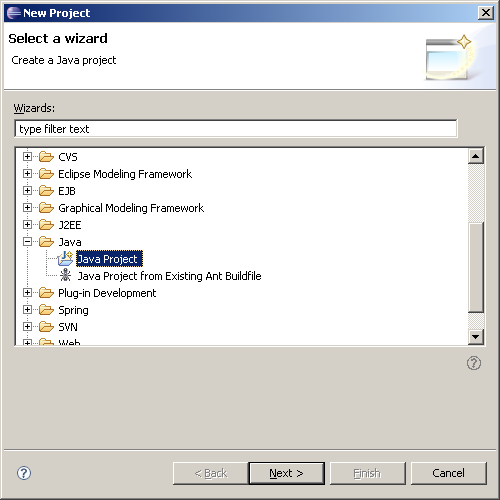 New Project
Select a wizard
Create a Java project
Wizards:
type filter text
CVS
Eclipse Modeling Framework
EJB
Graphical Modeling Framework
J2EE
Java
Java Project
Java Project from Existing Ant Buildfile
Plug-in Development
Spring
SVN
Web
< Back
Next >
Finish
Cancel